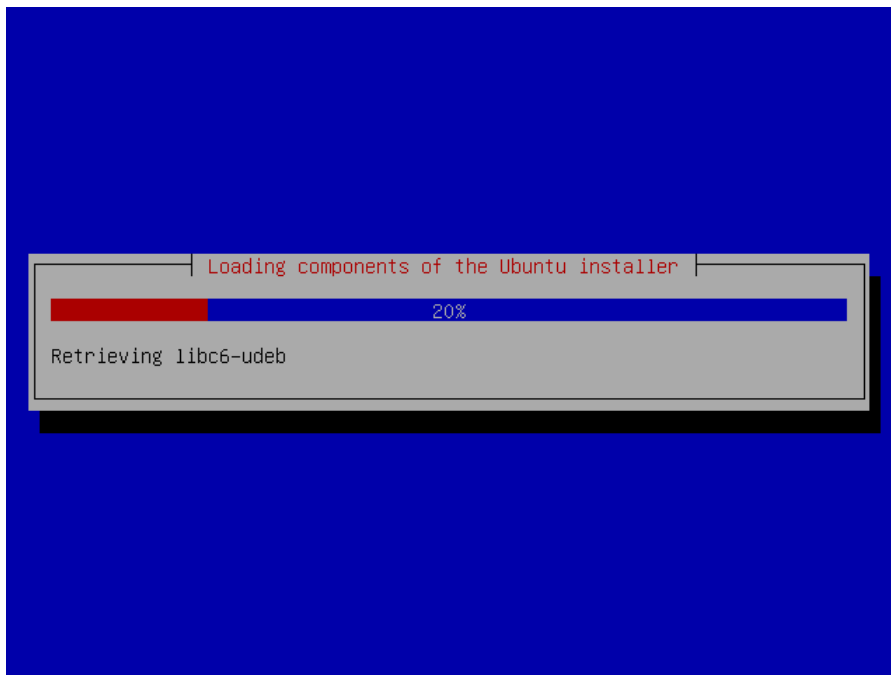 Loading components of the Ubuntu installer
20%
Retrieving libc6-udeb